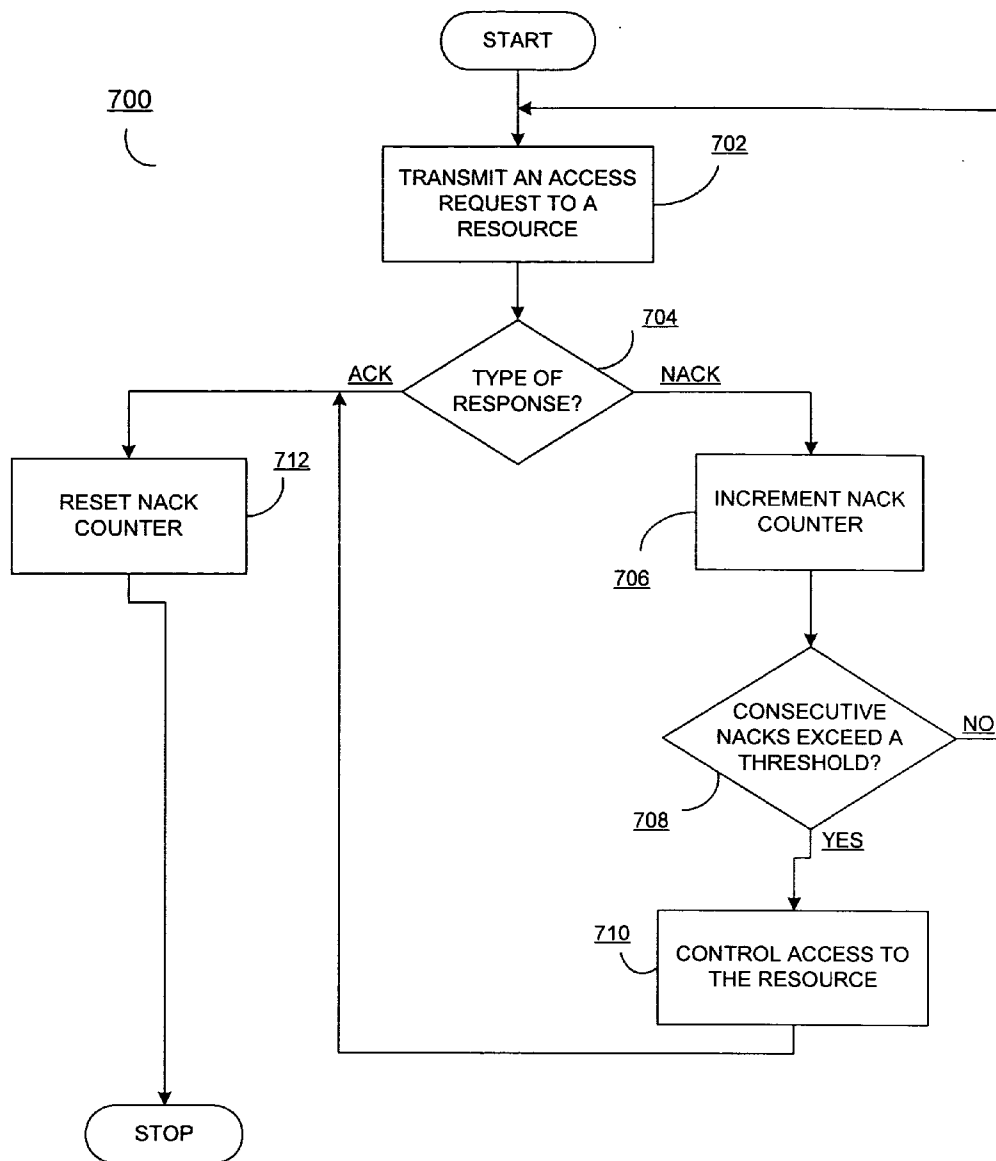 START
700
702
TRANSMIT AN ACCESS
REQUEST TO A
RESOURCE
704
ACK
TYPE OF
RESPONSE?
NACK
712
RESET NACK
COUNTER
INCREMENT NACK
COUNTER
706
CONSECUTIVE
NACKS EXCEED A
THRESHOLD?
NO
708
YES
710
CONTROL ACCESS TO
THE RESOURCE
STOP